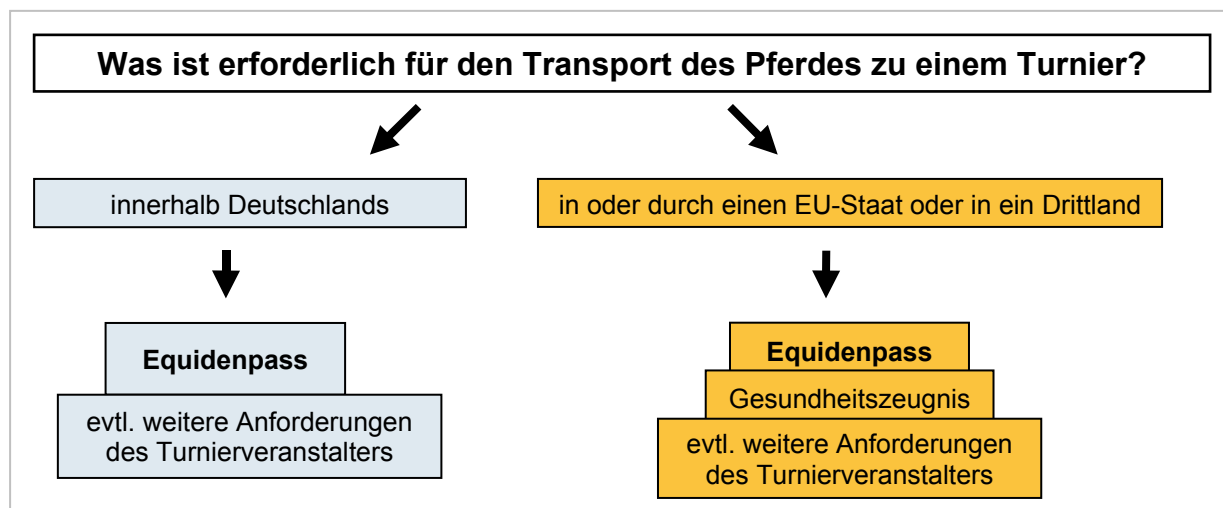 Was ist erforderlich für den Transport des Pferdes zu einem Turnier?
innerhalb Deutschlands
in oder durch einen EU-Staat oder in ein Drittland
Equidenpass
evtl. weitere Anforderungen
des Turnierveranstalters
Equidenpass
Gesundheitszeugnis
evtl. weitere Anforderungen
des Turnierveranstalters